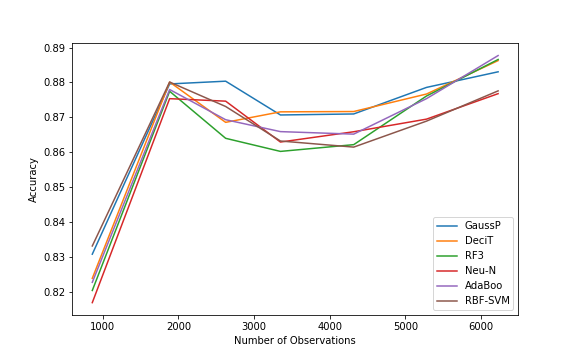 0.89
0.88
0.87
0.86
0.85
0.84
0.83
0.82
Accuracy
1000 2000 3000 4000 5000 6000
Number of Observations
GaussP
DeciT
RF3
Neu-N
AdaBoo
RBF-SVM